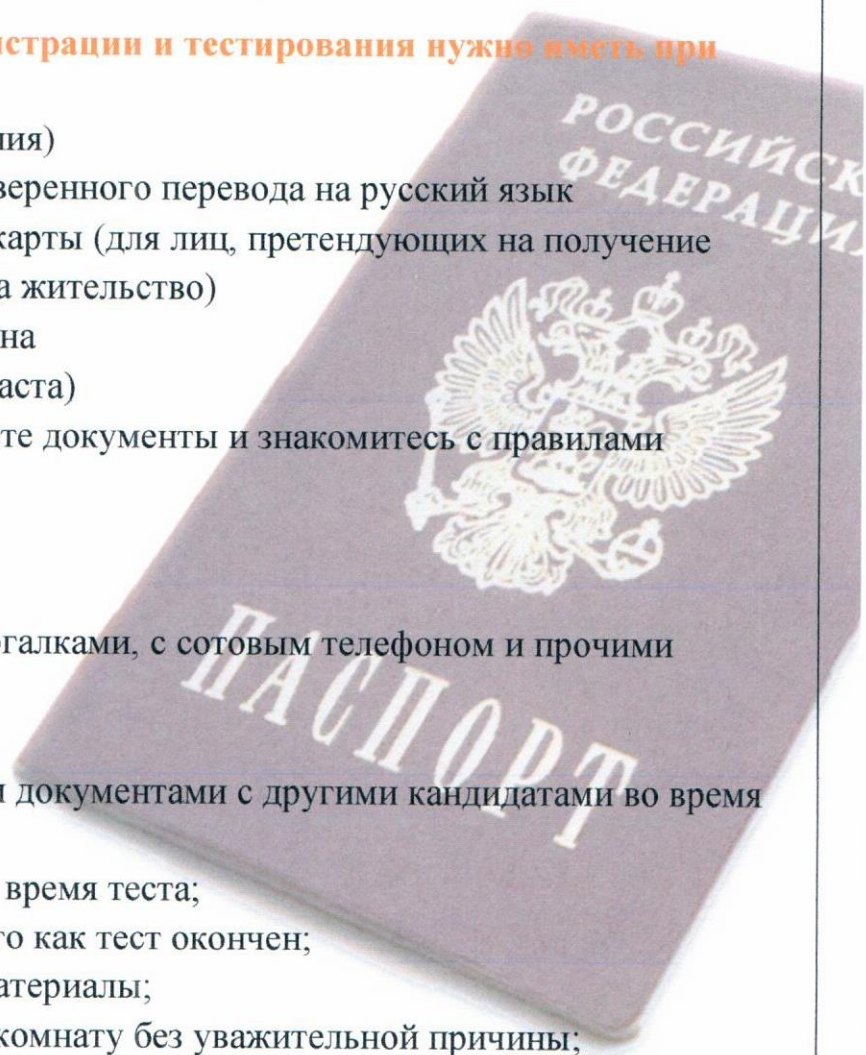 истрации и тестирования нужно иметь при
ния)
веренного перевода на русский язык
карты (для лиц, претендующих на получение
а жительство)
на
аста)
те документы и знакомитесь с правилами
огалками, с сотовым телефоном и прочими
и документами с другими кандидатами во время
время теста;
го как тест окончен;
атериалы;
комнату без уважительной причины;
РОССИЙСК
ФЕДЕРАЦИ
ПАСПОРТ